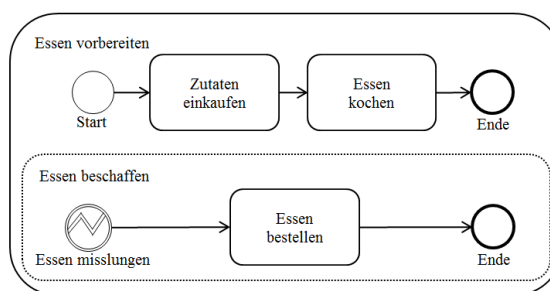 Essen vorbereiten
Zutaten
einkaufen
Essen
kochen
Start
Ende
Essen beschaffen
Essen
bestellen
Essen misslungen
Ende